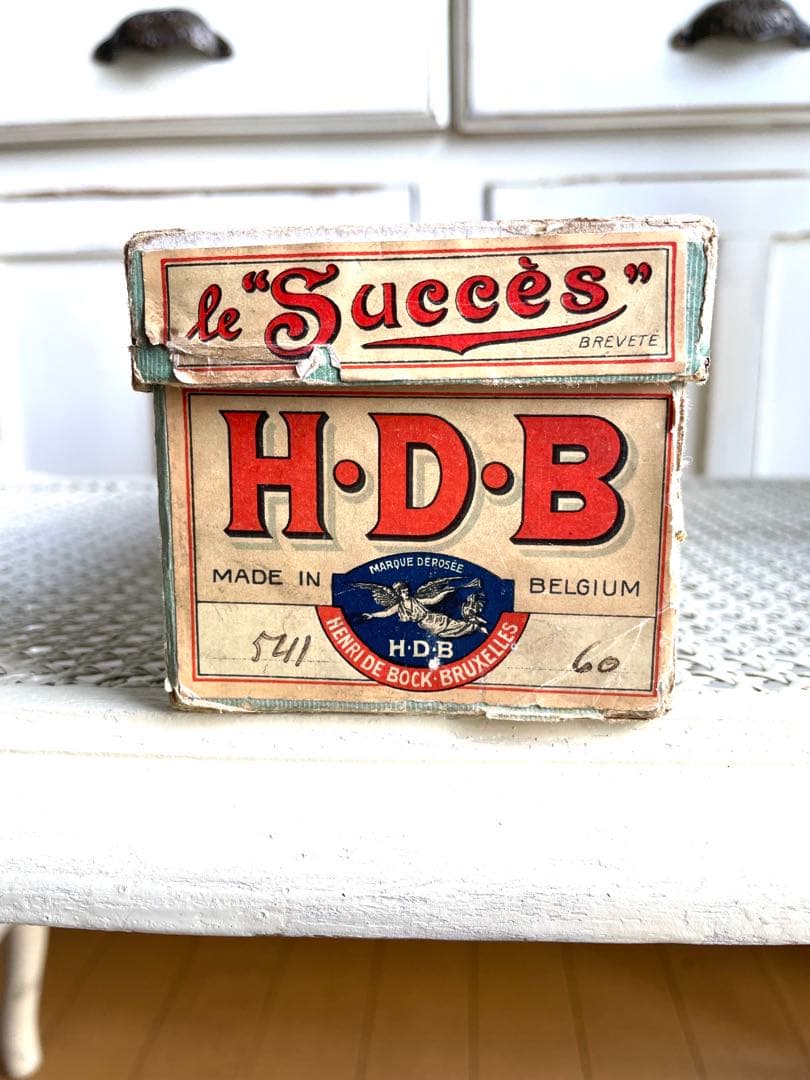 le "Succès"
BREVETÉ
H·D·B
MADE IN BELGIUM
MARQUE DEPOSÉE
H·D·B
HENRI DE BOCK·BRUXELLES
541 60